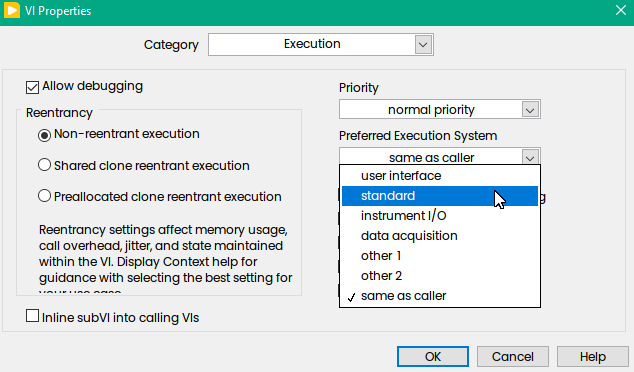 VI Properties
Category
Execution
Allow debugging
Reentrancy
Non-reentrant execution
Shared clone reentrant execution
Preallocated clone reentrant execution
Reentrancy settings affect memory usage,
call overhead, jitter, and state maintained
within the VI. Display Context help for
guidance with selecting the best setting for
your use case.
Inline subVI into calling VIs
Priority
normal priority
Preferred Execution System
same as caller
user interface
standard
instrument I/O
data acquisition
other 1
other 2
same as caller
OK
Cancel
Help